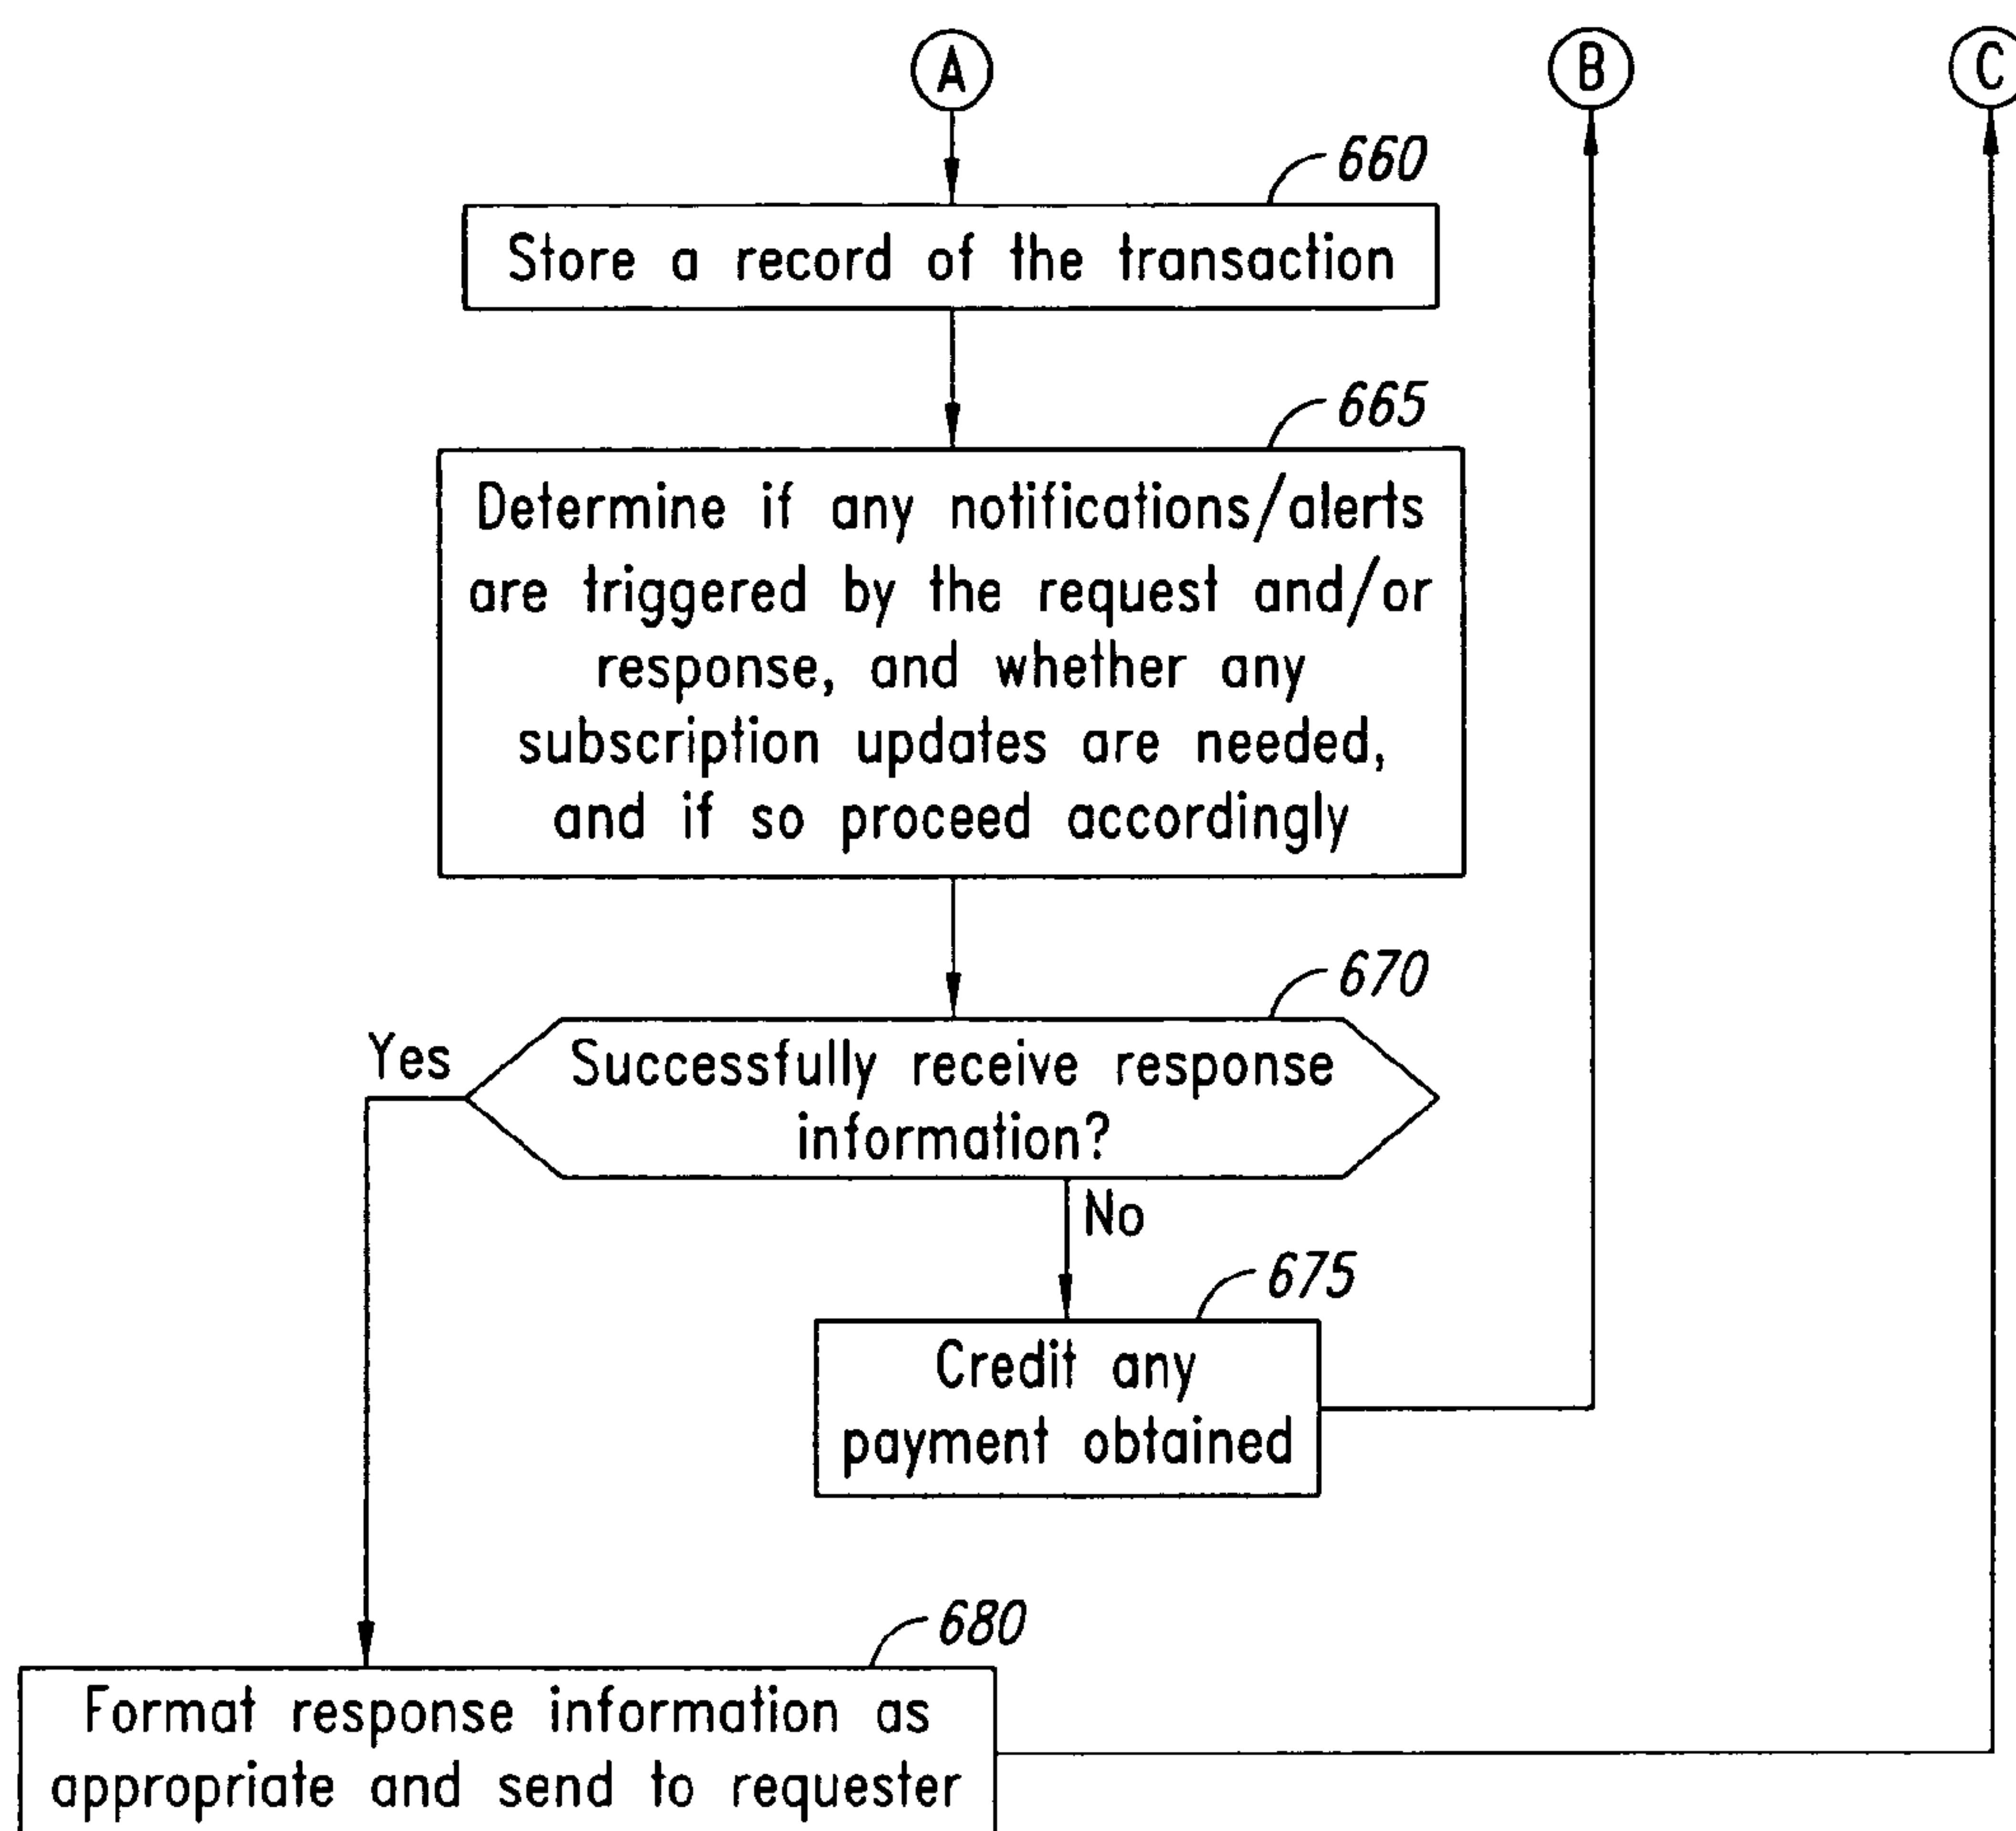 A
B
C
660
Store a record of the transaction
665
Determine if any notifications/alerts
are triggered by the request and/or
response, and whether any
subscription updates are needed,
and if so proceed accordingly
670
Yes
Successfully receive response
information?
No
675
Credit any
payment obtained
680
Format response information as
appropriate and send to requester